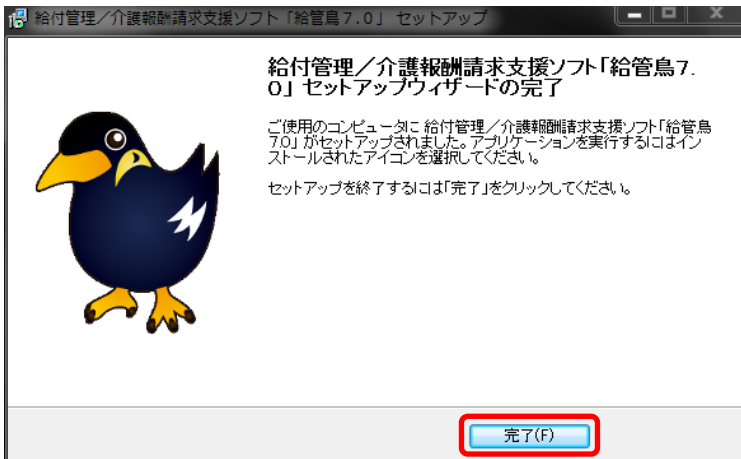 給付管理／介護報酬請求支援ソフト「給管鳥７.０」 セットアップ
給付管理／介護報酬請求支援ソフト「給管鳥７.
０」 セットアップウィザードの完了
ご使用のコンピュータに 給付管理／介護報酬請求支援ソフト「給管鳥
７.０」 がセットアップされました。アプリケーションを実行するにはイン
ストールされたアイコンを選択してください。
セットアップを終了するには「完了」をクリックしてください。
完了(F)